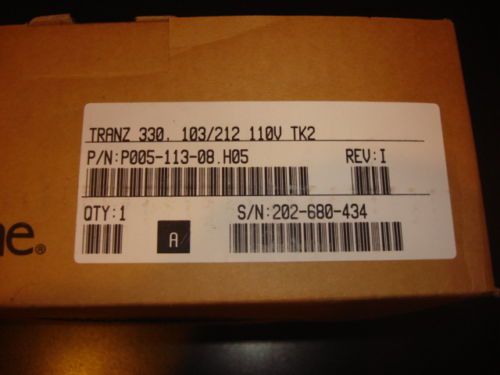 TRANZ 330, 103/212 110V TK2
P/N:P005-113-08.H05 REV:I
QTY:1 A S/N:202-680-434
ne®